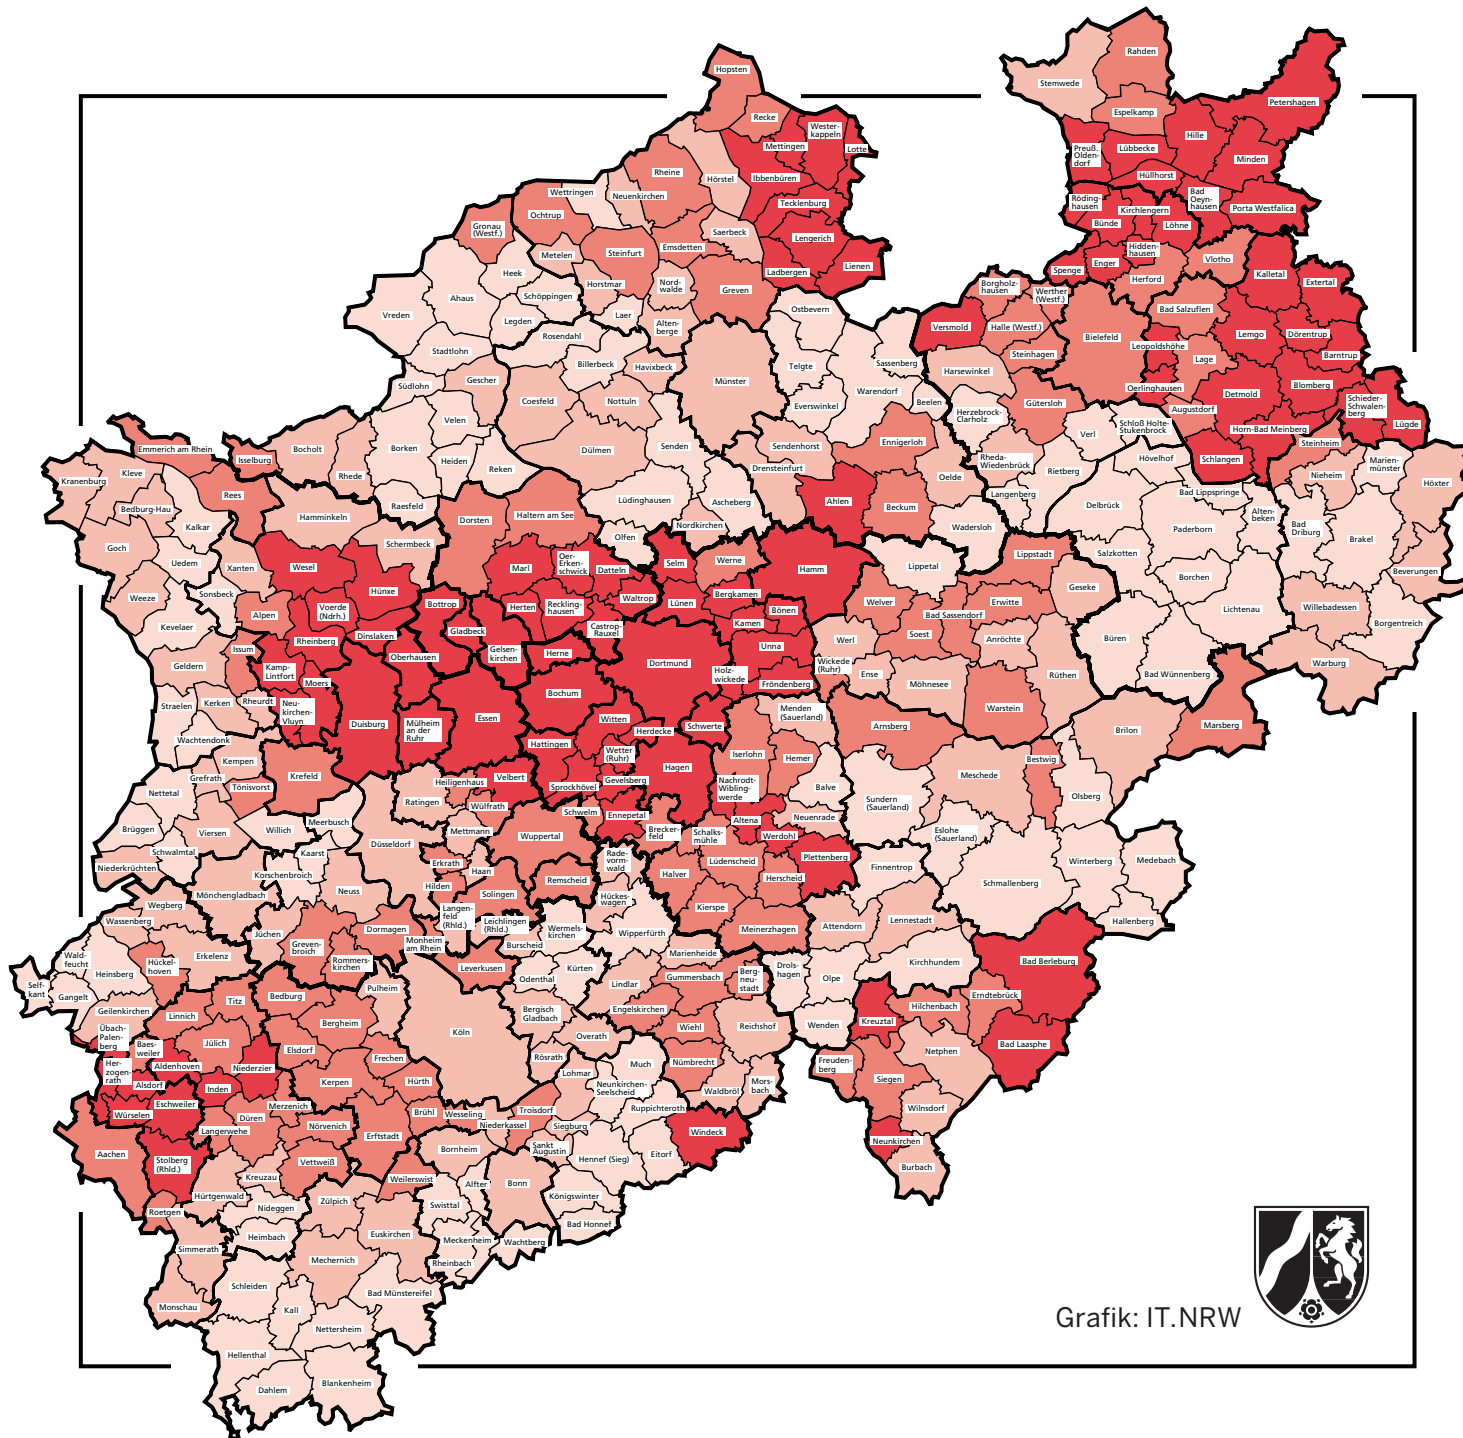 Hopsten
Rahden
Stemwede
Petershagen
Recke
Espelkamp
Wester-
kappeln
Hille
Mettingen
Lotte
Preuß.
Olden-
dorf
Lübbecke
Minden
Rheine
Hörstel
Ibbenbüren
Hüllhorst
Wettringen
Neuenkirchen
Bad
Oeyn-
hausen
Röding-
hausen
Tecklenburg
Kirchlengern
Porta Westfalica
Ochtrup
Gronau
(Westf.)
Bünde
Löhne
Saerbeck
Lengerich
Metelen
Steinfurt
Emsdetten
Hidden-
hausen
Vlotho
Enger
Heek
Ladbergen
Lienen
Spenge
Herford
Kalletal
Extertal
Ahaus
Schöppingen
Horstmar
Nord-
walde
Greven
Borgholz-
hausen
Werther
(Westf.)
Vreden
Legden
Laer
Alten-
berge
Ostbevern
Bad Salzuflen
Versmold
Halle (Westf.)
Bielefeld
Lemgo
Dörentrup
Rosendahl
Leopoldshöhe
Stadtlohn
Billerbeck
Havixbeck
Telgte
Sassenberg
Steinhagen
Lage
Barntrup
Südlohn
Gescher
Münster
Harsewinkel
Oerlinghausen
Detmold
Blomberg
Coesfeld
Nottuln
Everswinkel
Warendorf
Beelen
Gütersloh
Augustdorf
Schieder-
Schwalen-
berg
Herzebrock-
Clarholz
Schloß Holte-
Stukenbrock
Lügde
Velen
Verl
Horn-Bad Meinberg
Emmerich am Rhein
Isselburg
Bocholt
Borken
Dülmen
Senden
Sendenhorst
Ennigerloh
Steinheim
Heiden
Reken
Drensteinfurt
Rheda-
Wiedenbrück
Hövelhof
Schlangen
Marien-
münster
Kleve
Kranenburg
Rhede
Rietberg
Nieheim
Höxter
Rees
Lüdinghausen
Ascheberg
Ahlen
Oelde
Langenberg
Bad Lippspringe
Bedburg-Hau
Raesfeld
Beckum
Delbrück
Kalkar
Hamminkeln
Dorsten
Haltern am See
Nordkirchen
Wadersloh
Paderborn
Alten-
beken
Bad
Driburg
Brakel
Goch
Schermbeck
Olfen
Lippstadt
Salzkotten
Uedem
Xanten
Wesel
Marl
Oer-
Erken-
schwick
Datteln
Selm
Werne
Hamm
Lippetal
Beverungen
Borchen
Sonsbeck
Hünxe
Geseke
Weeze
Bottrop
Herten
Reckling-
hausen
Waltrop
Lünen
Bergkamen
Bönen
Welver
Bad Sassendorf
Erwitte
Lichtenau
Willebadessen
Alpen
Voerde
(Ndrh.)
Borgentreich
Kevelaer
Rheinberg
Dinslaken
Gladbeck
Castrop-
Rauxel
Kamen
Werl
Soest
Anröchte
Büren
Issum
Oberhausen
Gelsen-
kirchen
Herne
Dortmund
Unna
Geldern
Kamp-
Lintfort
Moers
Holz-
wickede
Wickede
(Ruhr)
Ense
Möhnesee
Rüthen
Bad Wünnenberg
Warburg
Fröndenberg
Straelen
Kerken
Rheurdt
Neu-
kirchen-
Vluyn
Bochum
Menden
(Sauerland)
Warstein
Duisburg
Mülheim
an der
Ruhr
Essen
Witten
Herdecke
Schwerte
Arnsberg
Marsberg
Brilon
Wachtendonk
Hattingen
Wetter
(Ruhr)
Iserlohn
Hemer
Bestwig
Kempen
Grefrath
Krefeld
Hagen
Meschede
Tönisvorst
Heiligenhaus
Velbert
Sprockhövel
Gevelsberg
Nachrodt-
Wibling-
werde
Balve
Nettetal
Ratingen
Wülfrath
Schwelm
Ennepetal
Sundern
(Sauerland)
Olsberg
Neuenrade
Brüggen
Viersen
Willich
Meerbusch
Mettmann
Wuppertal
Brecker-
feld
Schalks-
mühle
Altena
Werdohl
Eslohe
(Sauerland)
Düsseldorf
Schwalmtal
Kaarst
Plettenberg
Winterberg
Medebach
Niederkrüchten
Korschenbroich
Erkrath
Haan
Remscheid
Rade-
vorm-
wald
Halver
Lüdenscheid
Herscheid
Finnentrop
Schmallenberg
Mönchengladbach
Neuss
Hilden
Solingen
Wegberg
Hückes-
wagen
Kierspe
Wassenberg
Langen-
feld
(Rhld.)
Leichlingen
(Rhld.)
Wermels-
kirchen
Wipperfürth
Meinerzhagen
Attendorn
Lennestadt
Hallenberg
Jüchen
Greven-
broich
Dormagen
Monheim
am Rhein
Burscheid
Wald-
feucht
Hückel-
hoven
Erkelenz
Rommers-
kirchen
Leverkusen
Marienheide
Kirchhundem
Bad Berleburg
Heinsberg
Odenthal
Kürten
Gummersbach
Berg-
neu-
stadt
Drols-
hagen
Olpe
Self-
kant
Gangelt
Titz
Bedburg
Pulheim
Lindlar
Geilenkirchen
Linnich
Bergheim
Bergisch
Gladbach
Engelskirchen
Hilchenbach
Erndtebrück
Übach-
Palen-
berg
Köln
Wiehl
Reichshof
Wenden
Kreuztal
Jülich
Overath
Baes-
weiler
Elsdorf
Frechen
Rösrath
Bad Laasphe
Her-
zogen-
rath
Aldenhoven
Niederzier
Much
Nümbrecht
Netphen
Freuden-
berg
Alsdorf
Inden
Kerpen
Hürth
Lohmar
Neunkirchen-
Seelscheid
Waldbröl
Mors-
bach
Siegen
Eschweiler
Merzenich
Würselen
Düren
Brühl
Wesseling
Troisdorf
Ruppichteroth
Wilnsdorf
Langerwehe
Nörvenich
Niederkassel
Siegburg
Windeck
Erftstadt
Neunkirchen
Aachen
Stolberg
(Rhld.)
Vettweiß
Bornheim
Sankt
Augustin
Hennef (Sieg)
Eitorf
Burbach
Kreuzau
Weilerswist
Alfter
Bonn
Hürtgenwald
Nideggen
Zülpich
Swisttal
Königswinter
Roetgen
Bad Honnef
Heimbach
Euskirchen
Meckenheim
Wachtberg
Simmerath
Mechernich
Rheinbach
Schleiden
Bad Münstereifel
Monschau
Kall
Nettersheim
Hellenthal
Dahlem
Blankenheim
Grafik: IT.NRW